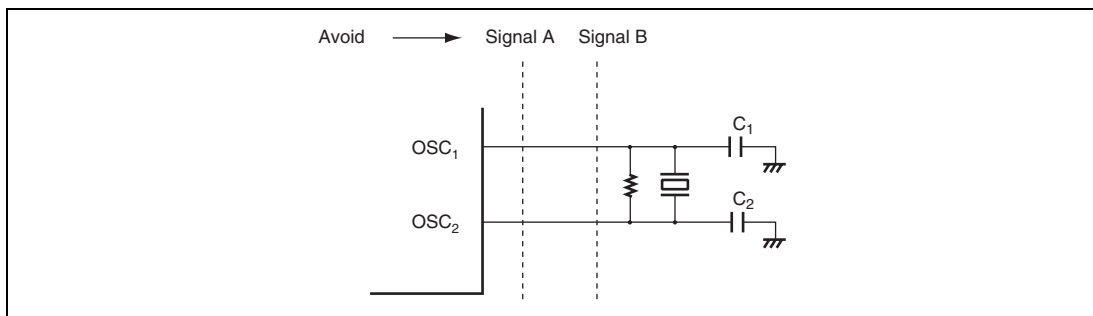 Avoid Signal A Signal B
C₁
OSC₁
C₂
OSC₂